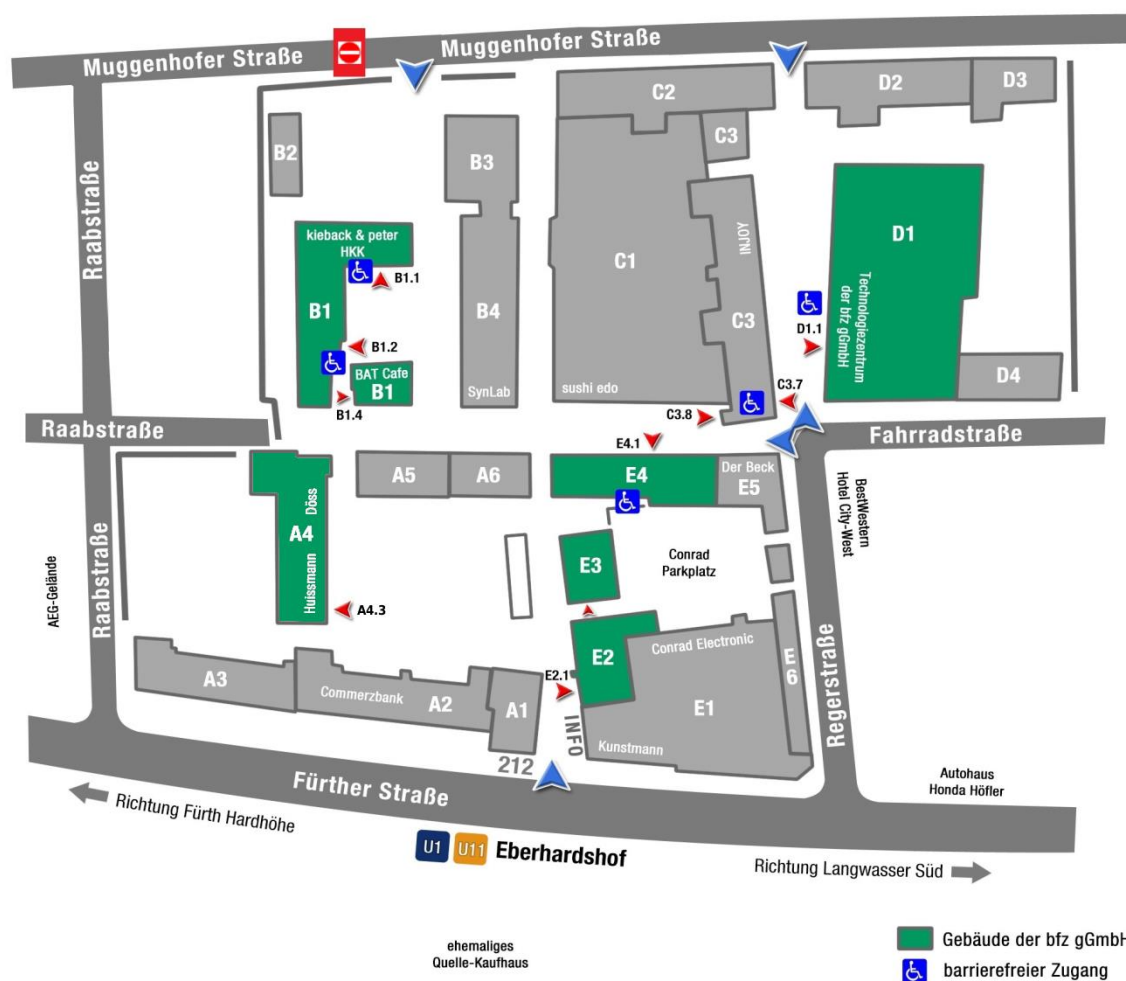 Muggenhofer Straße
Muggenhofer Straße
Raabstraße
B2
B3
C2
C3
D2
D3
kieback & peter
HKK
B1.1
B1
B1.2
BAT Cafe
B1
B1.4
B4
SynLab
C1
sushi edo
INJOY
C3
C3.7
C3.8
D1
Technologiezentrum
der bfz gGmbH
D1.1
D4
Raabstraße
Fahrradstraße
E4.1
A5
A6
E4
Der Beck
E5
BestWestern
Hotel City-West
A4
Döss
Huissmann
A4.3
E3
Conrad
Parkplatz
AEG-Gelände
Raabstraße
A3
Commerzbank
A2
A1
E2.1
E2
Conrad Electronic
E1
E
6
Kunstmann
INFO
212
Regerstraße
Fürther Straße
Autohaus
Honda Höfler
Richtung Fürth Hardhöhe
U1
U11
Eberhardshof
Richtung Langwasser Süd
ehemaliges
Quelle-Kaufhaus
Gebäude der bfz gGmbH
barrierefreier Zugang